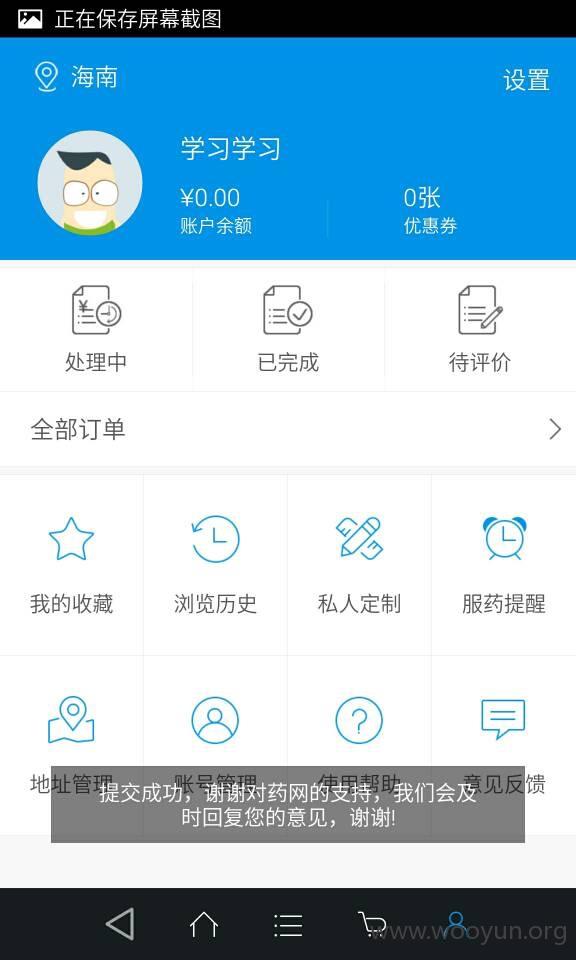 正在保存屏幕截图
海南
设置
学习学习
¥0.00
0张
账户余额
优惠券
处理中
已完成
待评价
全部订单
我的收藏
浏览历史
私人定制
服药提醒
地址管理
账号管理
使用帮助
意见反馈
提交成功，谢谢对药网的支持，我们会及
时回复您的意见，谢谢!
www.wooyun.org